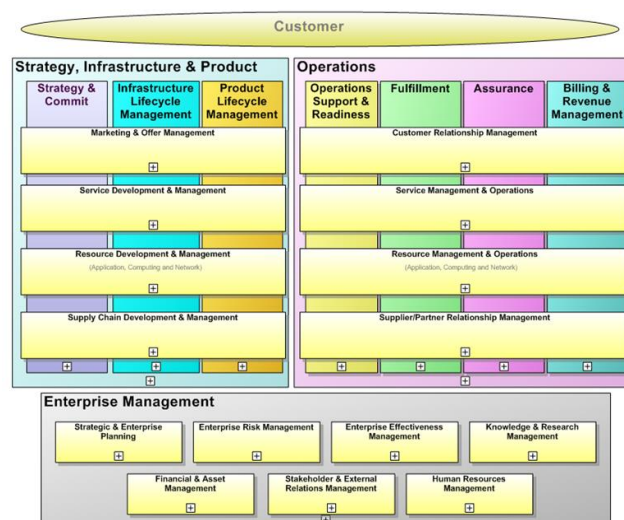 Customer
Strategy, Infrastructure & Product
Strategy &
Commit
Infrastructure
Lifecycle
Management
Product
Lifecycle
Management
Marketing & Offer Management
Service Development & Management
Resource Development & Management
(Application, Computing and Network)
Supply Chain Development & Management
Operations
Operations
Support &
Readiness
Fulfillment
Assurance
Billing &
Revenue
Management
Customer Relationship Management
Service Management & Operations
Resource Management & Operations
(Application, Computing and Network)
Supplier/Partner Relationship Management
Enterprise Management
Strategic & Enterprise
Planning
Enterprise Risk Management
Enterprise Effectiveness
Management
Knowledge & Research
Management
Financial & Asset
Management
Stakeholder & External
Relations Management
Human Resources
Management